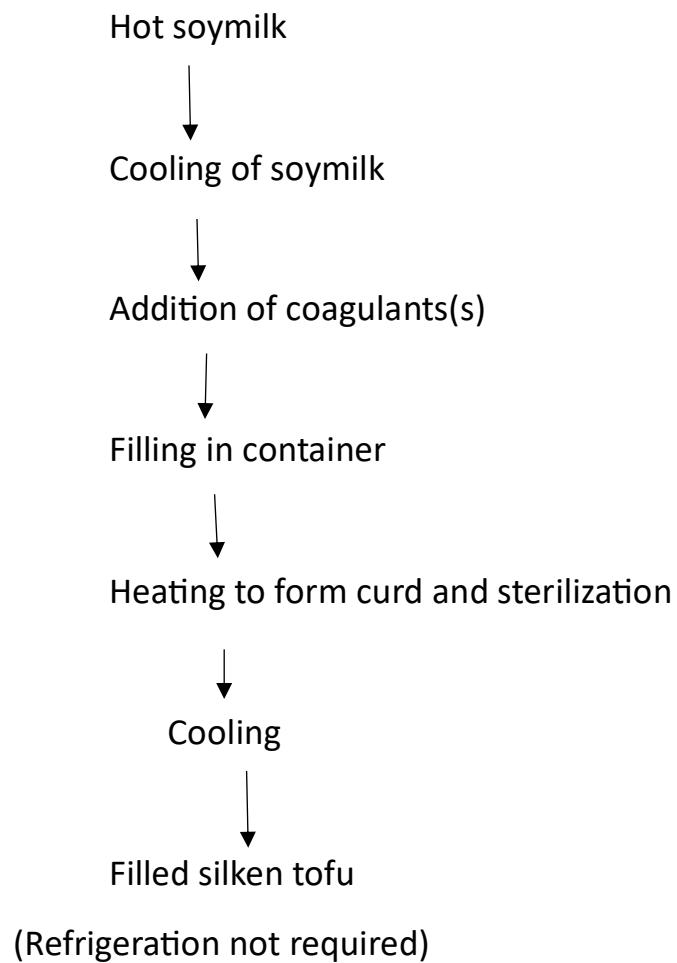 Hot soymilk
Cooling of soymilk
Addition of coagulants(s)
Filling in container
Heating to form curd and sterilization
Cooling
Filled silken tofu
(Refrigeration not required)